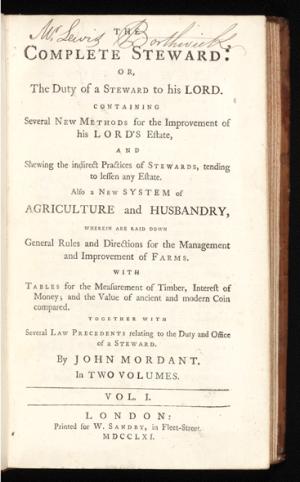 Mr. Lewis Borthwick
THE
COMPLETE STEWARD:
OR,
The Duty of a STEWARD to his LORD.
CONTAINING
Several NEW METHODS for the Improvement of
his LORD'S Eſtate,
AND
Shewing the indirect Practices of STEWARDS, tending
to leſſen any Eſtate.
Alſo a NEW SYSTEM of
AGRICULTURE and HUSBANDRY,
WHEREIN ARE LAID DOWN
General Rules and Directions for the Management
and Improvement of FARMS.
WITH
TABLES for the Meaſurement of Timber, Intereſt of
Money; and the Value of ancient and modern Coin
compared.
TOGETHER WITH
Several LAW PRECEDENTS relating to the Duty and Office
of a STEWARD.
By JOHN MORDANT.
In TWO VOLUMES.
VOL. I.
LONDON:
Printed for W. SANDBY, in Fleet-Street.
MDCCLXI.